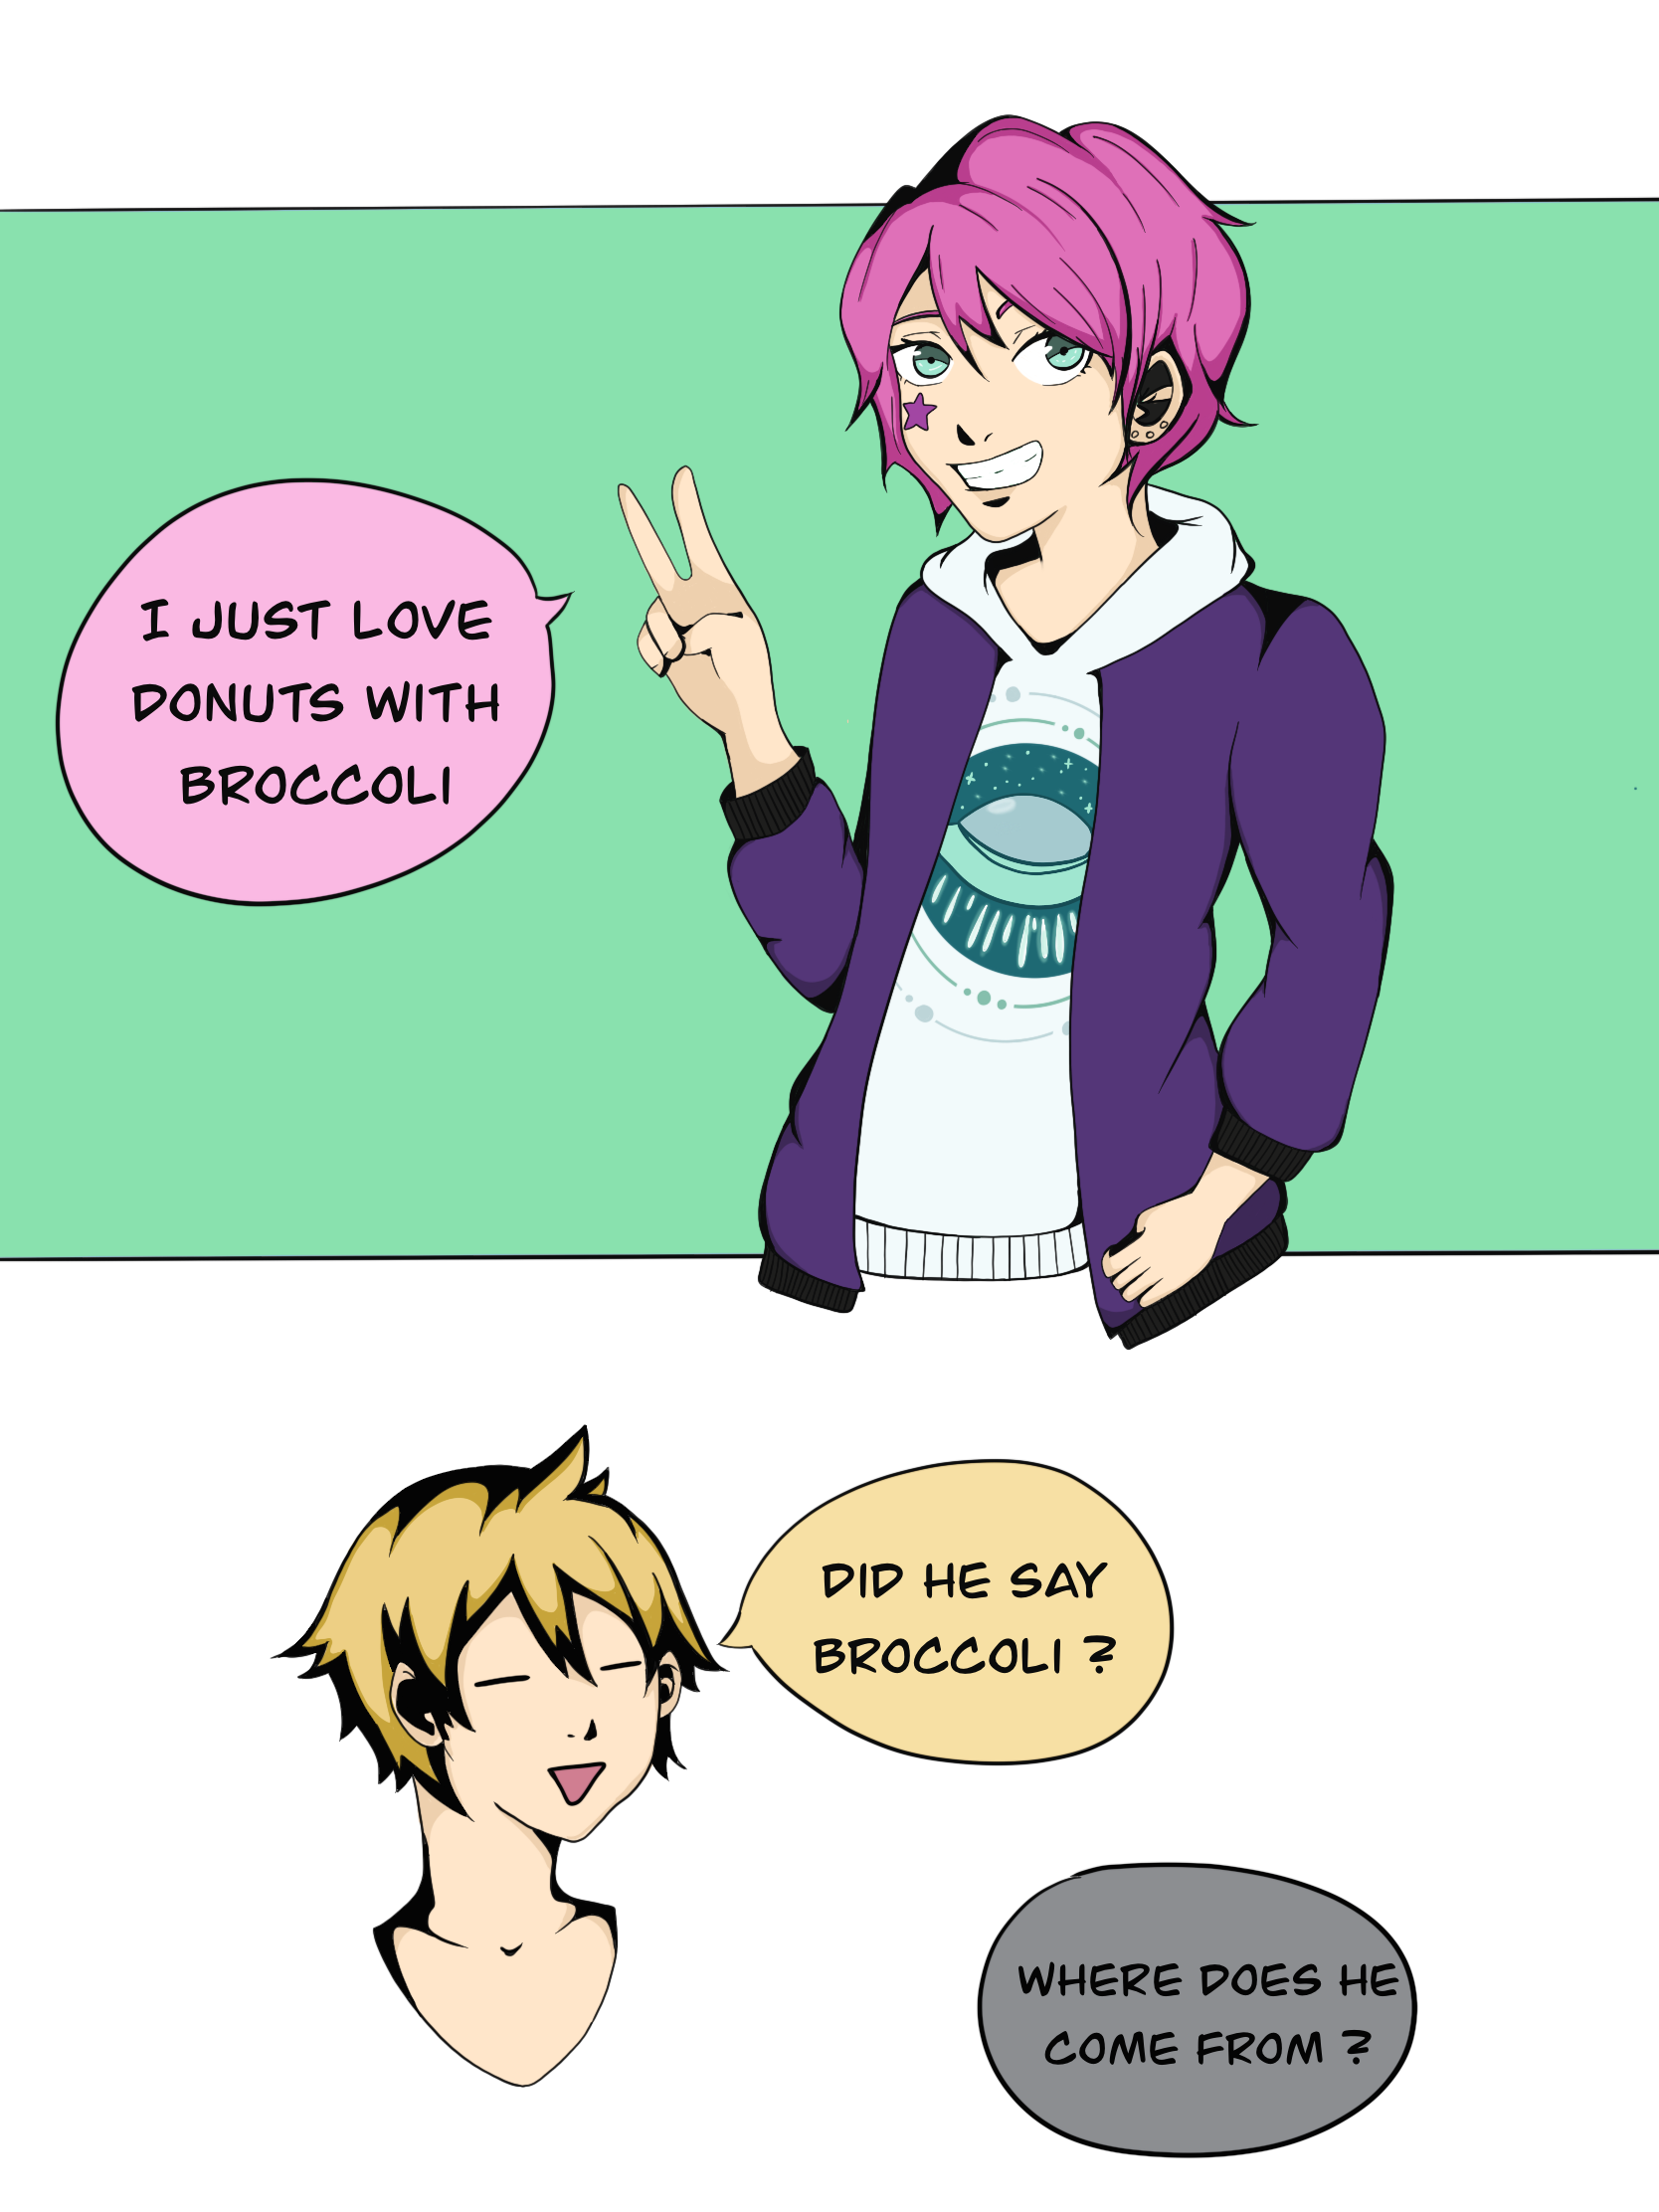 I JUST LOVE
DONUTS WITH
BROCCOLI
DID HE SAY
BROCCOLI ?
WHERE DOES HE
COME FROM ?